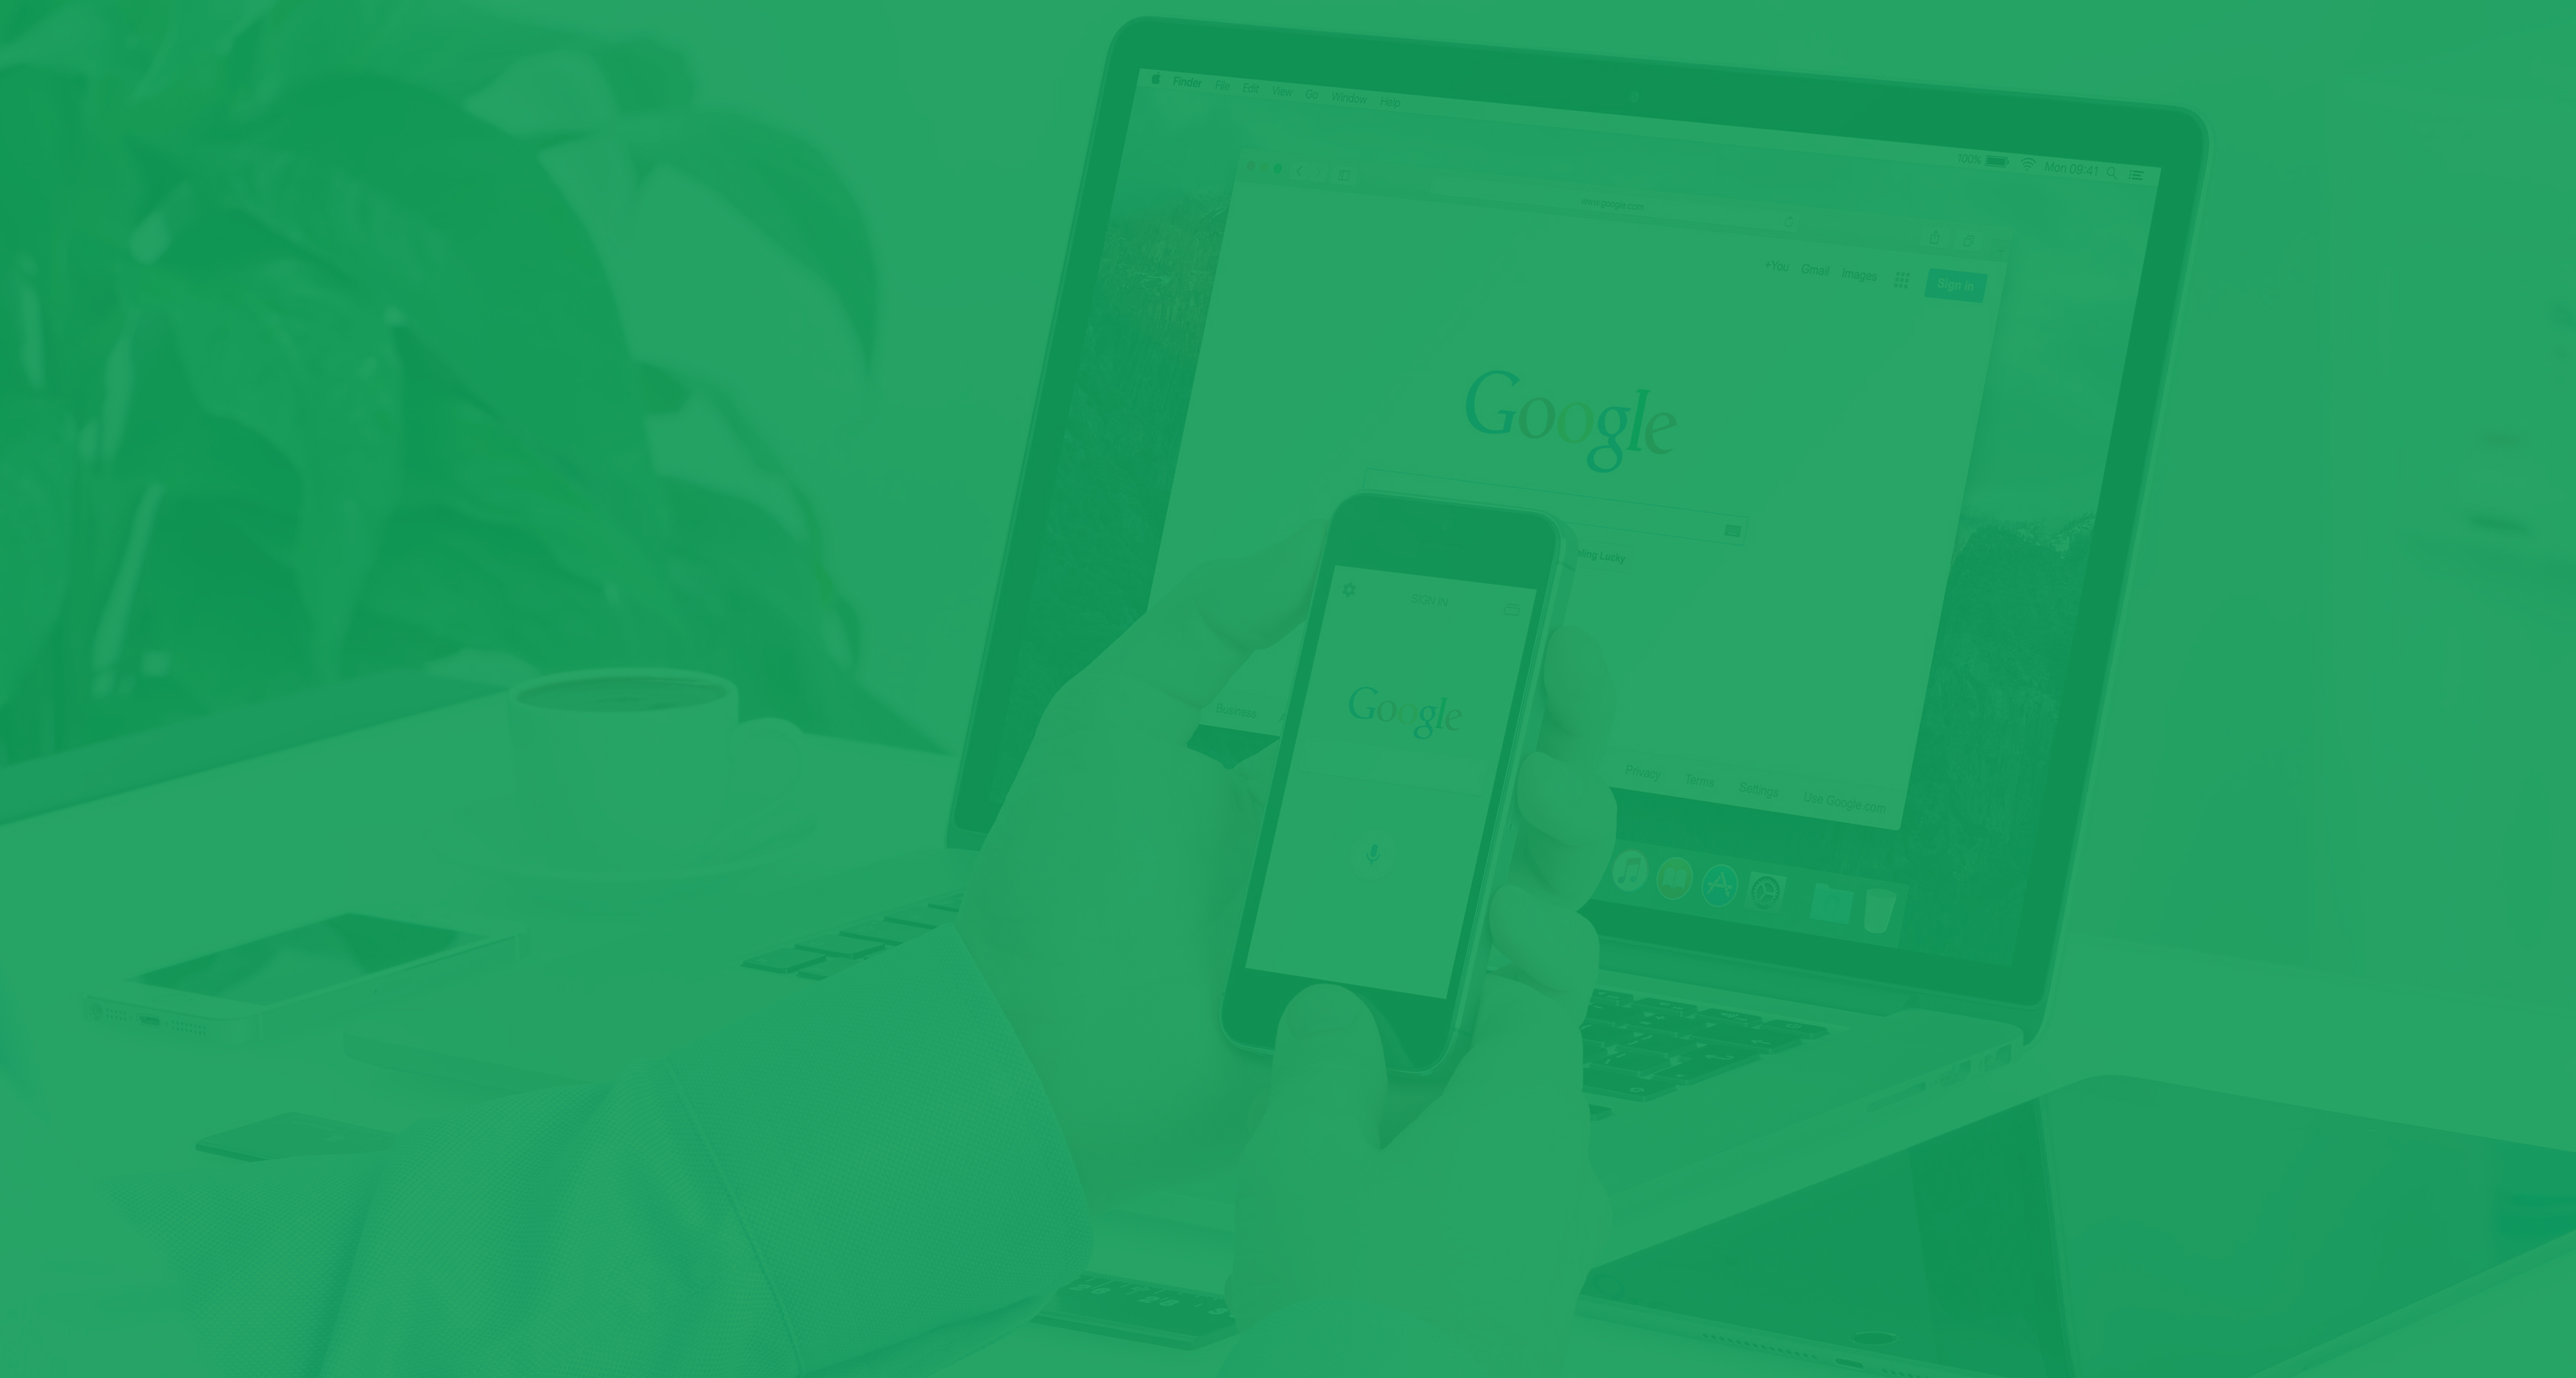 Finder File Edit View Go Window Help
100% Mon 09:41
www.google.com
+You Gmail Images Sign in
Google
ling Lucky
SIGN IN
Google
Business
Privacy Terms Settings Use Google.com